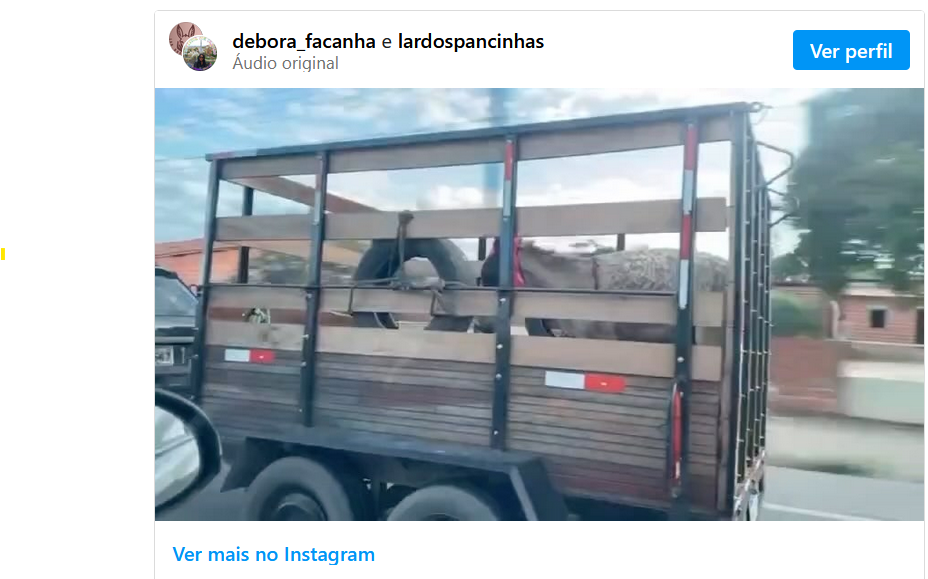 debora_facanha e lardospancinhas
Áudio original
Ver perfil
Ver mais no Instagram